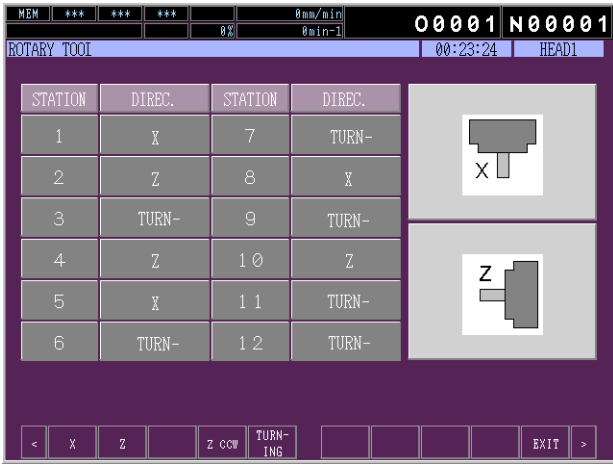 MEM *** *** *** 0mm/min O0001 N00001
0% 0min-1
ROTARY TOOL 00:23:24 HEAD1
STATION DIREC. STATION DIREC.
1 X 7 TURN-
2 Z 8 X
3 TURN- 9 TURN-
4 Z 10 Z
5 X 11 TURN-
6 TURN- 12 TURN-
X
Z
< X Z Z CCW TURN-
ING EXIT >